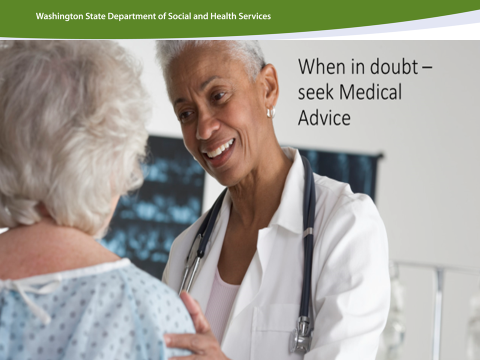 Washington State Department of Social and Health Services
When in doubt –
seek Medical
Advice